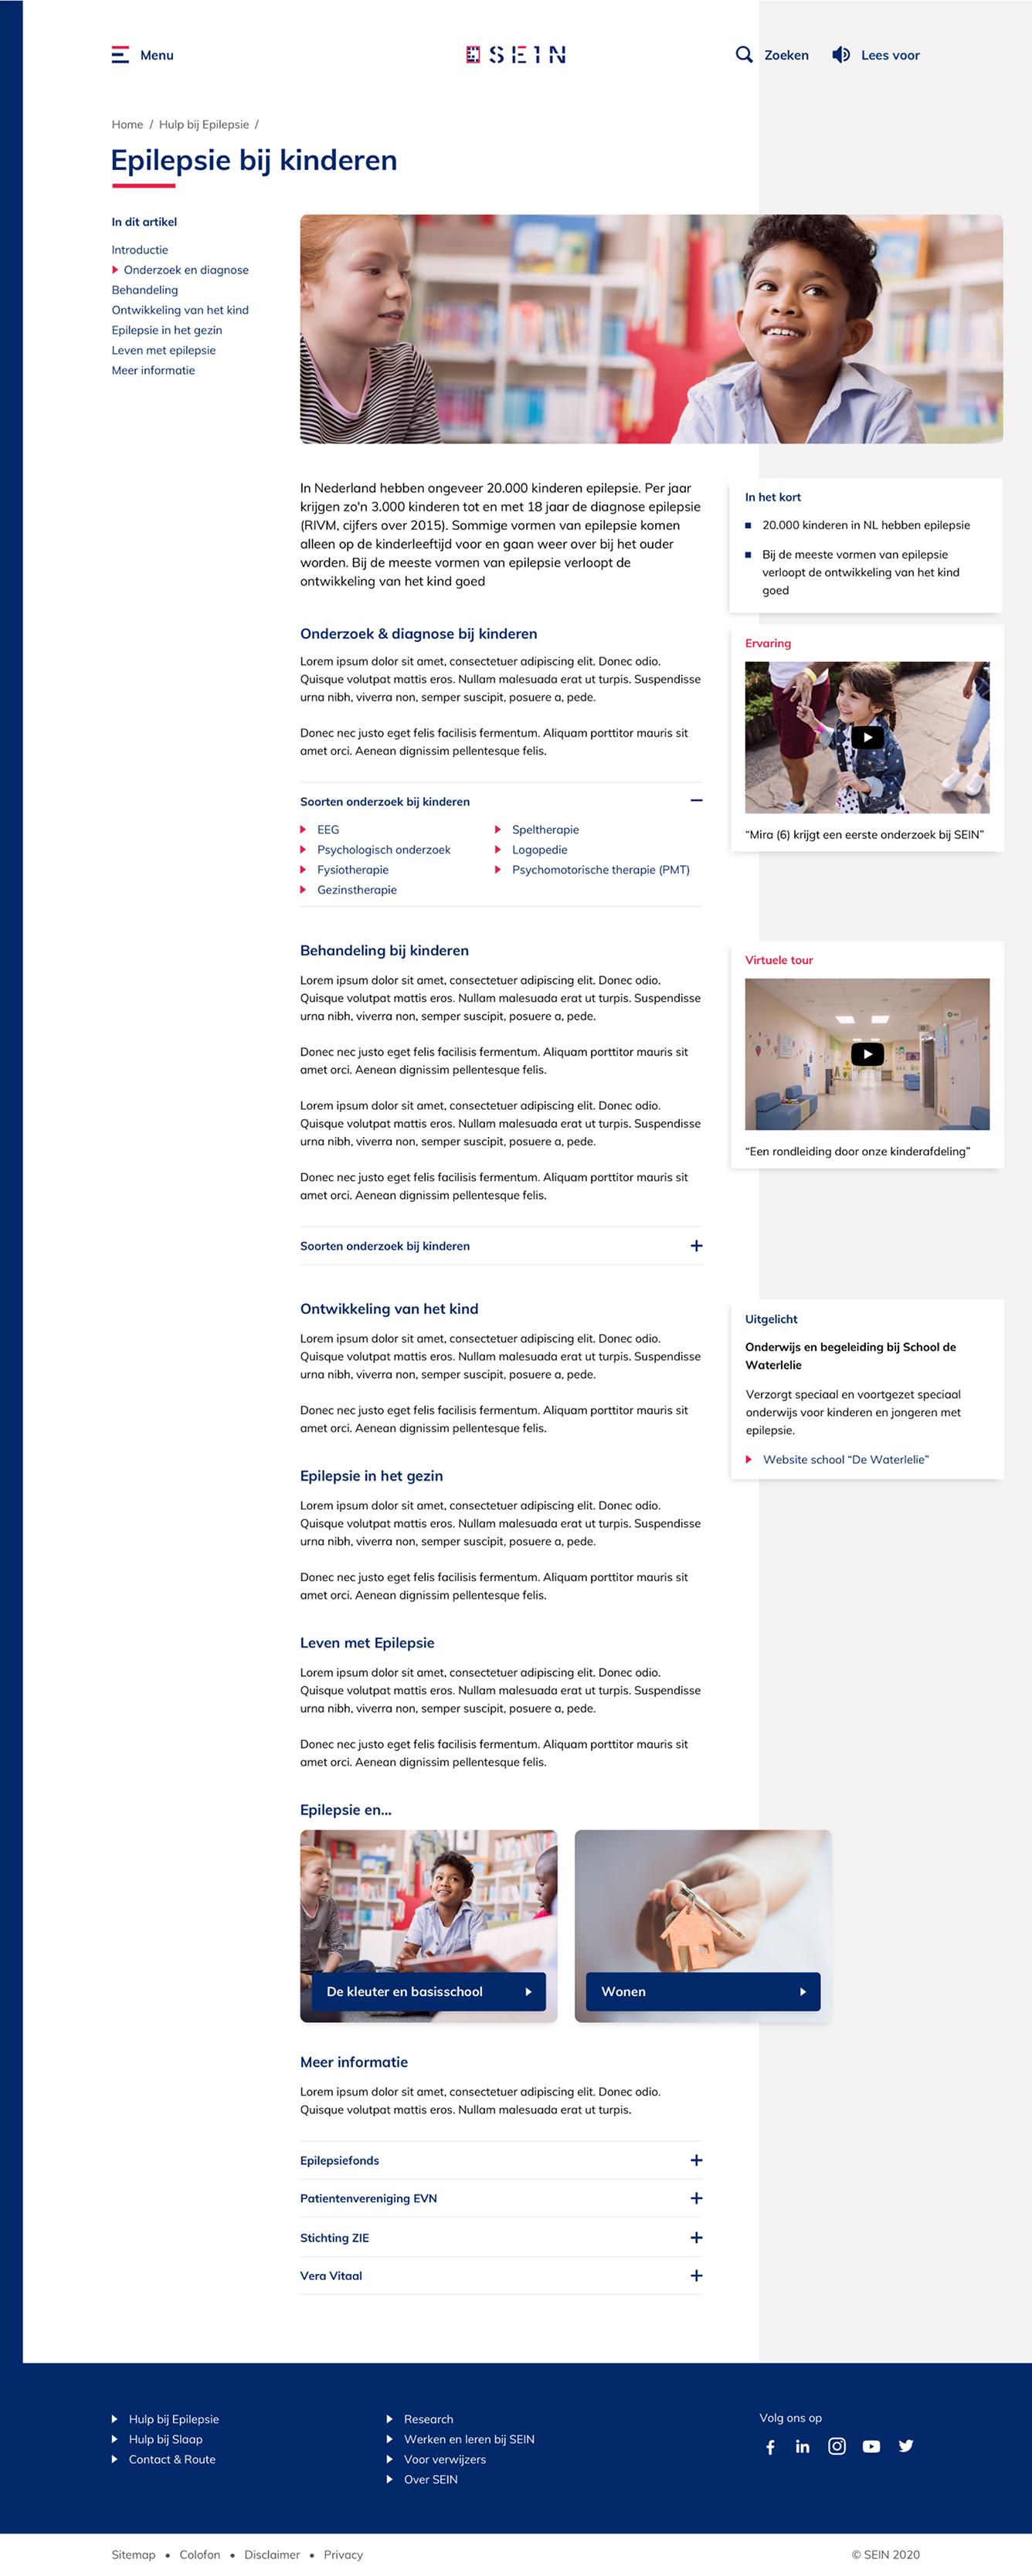 Menu
SEIN
Zoeken
Lees voor
Home / Hulp bij Epilepsie /
Epilepsie bij kinderen
In dit artikel
Introductie
Onderzoek en diagnose
Behandeling
Ontwikkeling van het kind
Epilepsie in het gezin
Leven met epilepsie
Meer informatie
In Nederland hebben ongeveer 20.000 kinderen epilepsie. Per jaar
krijgen zo'n 3.000 kinderen tot en met 18 jaar de diagnose epilepsie
(RIVM, cijfers over 2015). Sommige vormen van epilepsie komen
alleen op de kinderleeftijd voor en gaan weer over bij het ouder
worden. Bij de meeste vormen van epilepsie verloopt de
ontwikkeling van het kind goed
In het kort
20.000 kinderen in NL hebben epilepsie
Bij de meeste vormen van epilepsie
verloopt de ontwikkeling van het kind
goed
Onderzoek & diagnose bij kinderen
Lorem ipsum dolor sit amet, consectetuer adipiscing elit. Donec odio.
Quisque volutpat mattis eros. Nullam malesuada erat ut turpis. Suspendisse
urna nibh, viverra non, semper suscipit, posuere a, pede.
Donec nec justo eget felis facilisis fermentum. Aliquam porttitor mauris sit
amet orci. Aenean dignissim pellentesque felis.
Ervaring
“Mira (6) krijgt een eerste onderzoek bij SEIN”
Soorten onderzoek bij kinderen
EEG
Psychologisch onderzoek
Fysiotherapie
Gezinstherapie
Speltherapie
Logopedie
Psychomotorische therapie (PMT)
Behandeling bij kinderen
Lorem ipsum dolor sit amet, consectetuer adipiscing elit. Donec odio.
Quisque volutpat mattis eros. Nullam malesuada erat ut turpis. Suspendisse
urna nibh, viverra non, semper suscipit, posuere a, pede.
Donec nec justo eget felis facilisis fermentum. Aliquam porttitor mauris sit
amet orci. Aenean dignissim pellentesque felis.
Lorem ipsum dolor sit amet, consectetuer adipiscing elit. Donec odio.
Quisque volutpat mattis eros. Nullam malesuada erat ut turpis. Suspendisse
urna nibh, viverra non, semper suscipit, posuere a, pede.
Donec nec justo eget felis facilisis fermentum. Aliquam porttitor mauris sit
amet orci. Aenean dignissim pellentesque felis.
Virtuele tour
“Een rondleiding door onze kinderafdeling”
Soorten onderzoek bij kinderen
Ontwikkeling van het kind
Lorem ipsum dolor sit amet, consectetuer adipiscing elit. Donec odio.
Quisque volutpat mattis eros. Nullam malesuada erat ut turpis. Suspendisse
urna nibh, viverra non, semper suscipit, posuere a, pede.
Donec nec justo eget felis facilisis fermentum. Aliquam porttitor mauris sit
amet orci. Aenean dignissim pellentesque felis.
Uitgelicht
Onderwijs en begeleiding bij School de
Waterlelie
Verzorgt speciaal en voortgezet speciaal
onderwijs voor kinderen en jongeren met
epilepsie.
Website school “De Waterlelie”
Epilepsie in het gezin
Lorem ipsum dolor sit amet, consectetuer adipiscing elit. Donec odio.
Quisque volutpat mattis eros. Nullam malesuada erat ut turpis. Suspendisse
urna nibh, viverra non, semper suscipit, posuere a, pede.
Donec nec justo eget felis facilisis fermentum. Aliquam porttitor mauris sit
amet orci. Aenean dignissim pellentesque felis.
Leven met Epilepsie
Lorem ipsum dolor sit amet, consectetuer adipiscing elit. Donec odio.
Quisque volutpat mattis eros. Nullam malesuada erat ut turpis. Suspendisse
urna nibh, viverra non, semper suscipit, posuere a, pede.
Donec nec justo eget felis facilisis fermentum. Aliquam porttitor mauris sit
amet orci. Aenean dignissim pellentesque felis.
Epilepsie en...
De kleuter en basisschool
Wonen
Meer informatie
Lorem ipsum dolor sit amet, consectetuer adipiscing elit. Donec odio.
Quisque volutpat mattis eros. Nullam malesuada erat ut turpis.
Epilepsiefonds
Patientenvereniging EVN
Stichting ZIE
Vera Vitaal
Hulp bij Epilepsie
Hulp bij Slaap
Contact & Route
Research
Werken en leren bij SEIN
Voor verwijzers
Over SEIN
Volg ons op
Sitemap • Colofon • Disclaimer • Privacy
© SEIN 2020